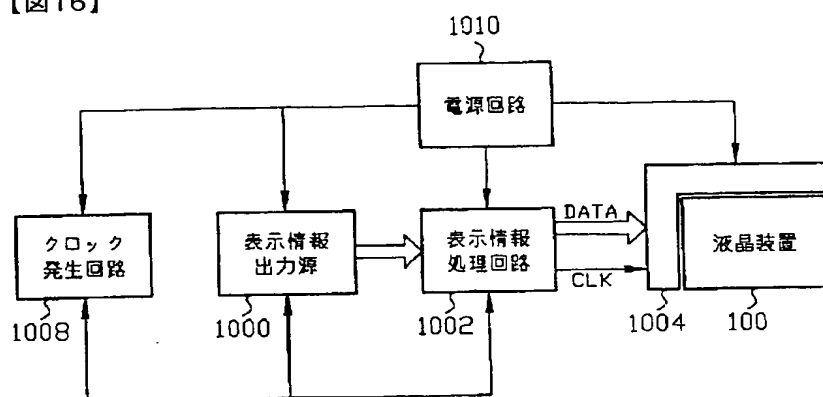 【図16】
1010
電源回路
クロック
発生回路
表示情報
出力源
表示情報
処理回路
DATA
CLK
液晶装置
1008
1000
1002
1004
100